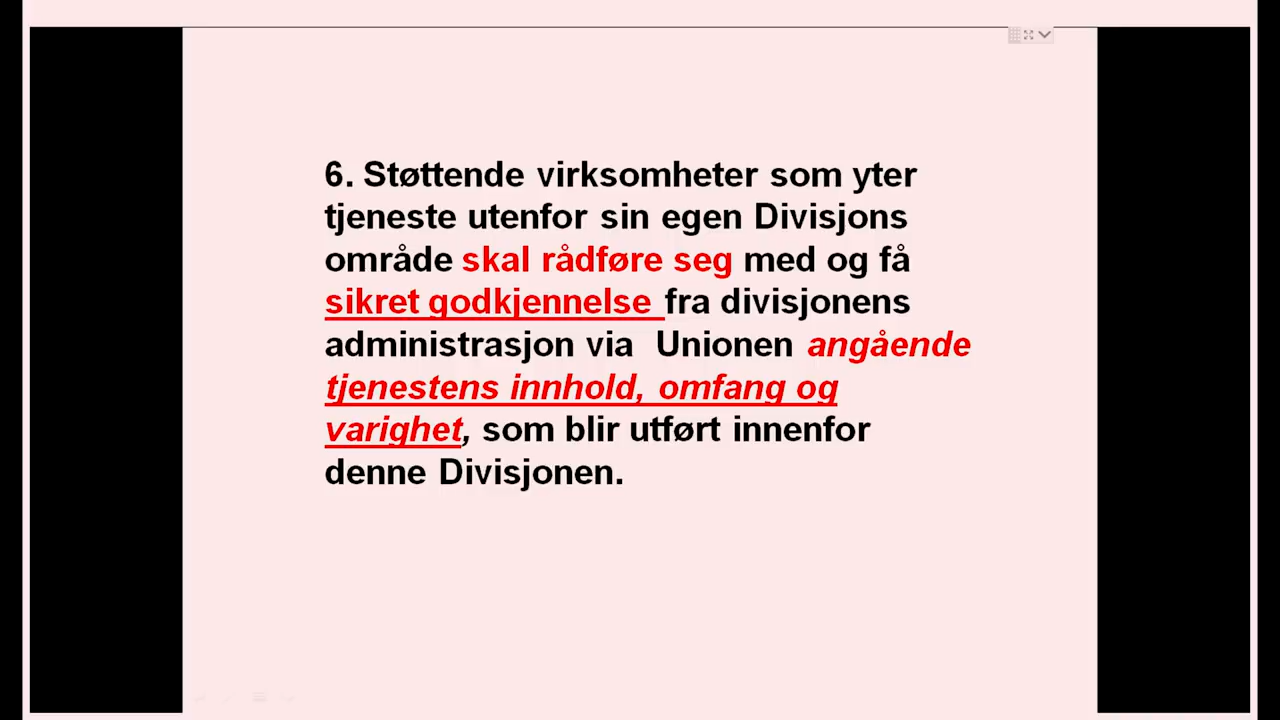 6. Støttende virksomheter som yter
tjeneste utenfor sin egen Divisjons
område skal rådføre seg med og få
sikret godkjennelse fra divisjonens
administrasjon via Unionen angående
tjenestens innhold, omfang og
varighet, som blir utført innenfor
denne Divisjonen.